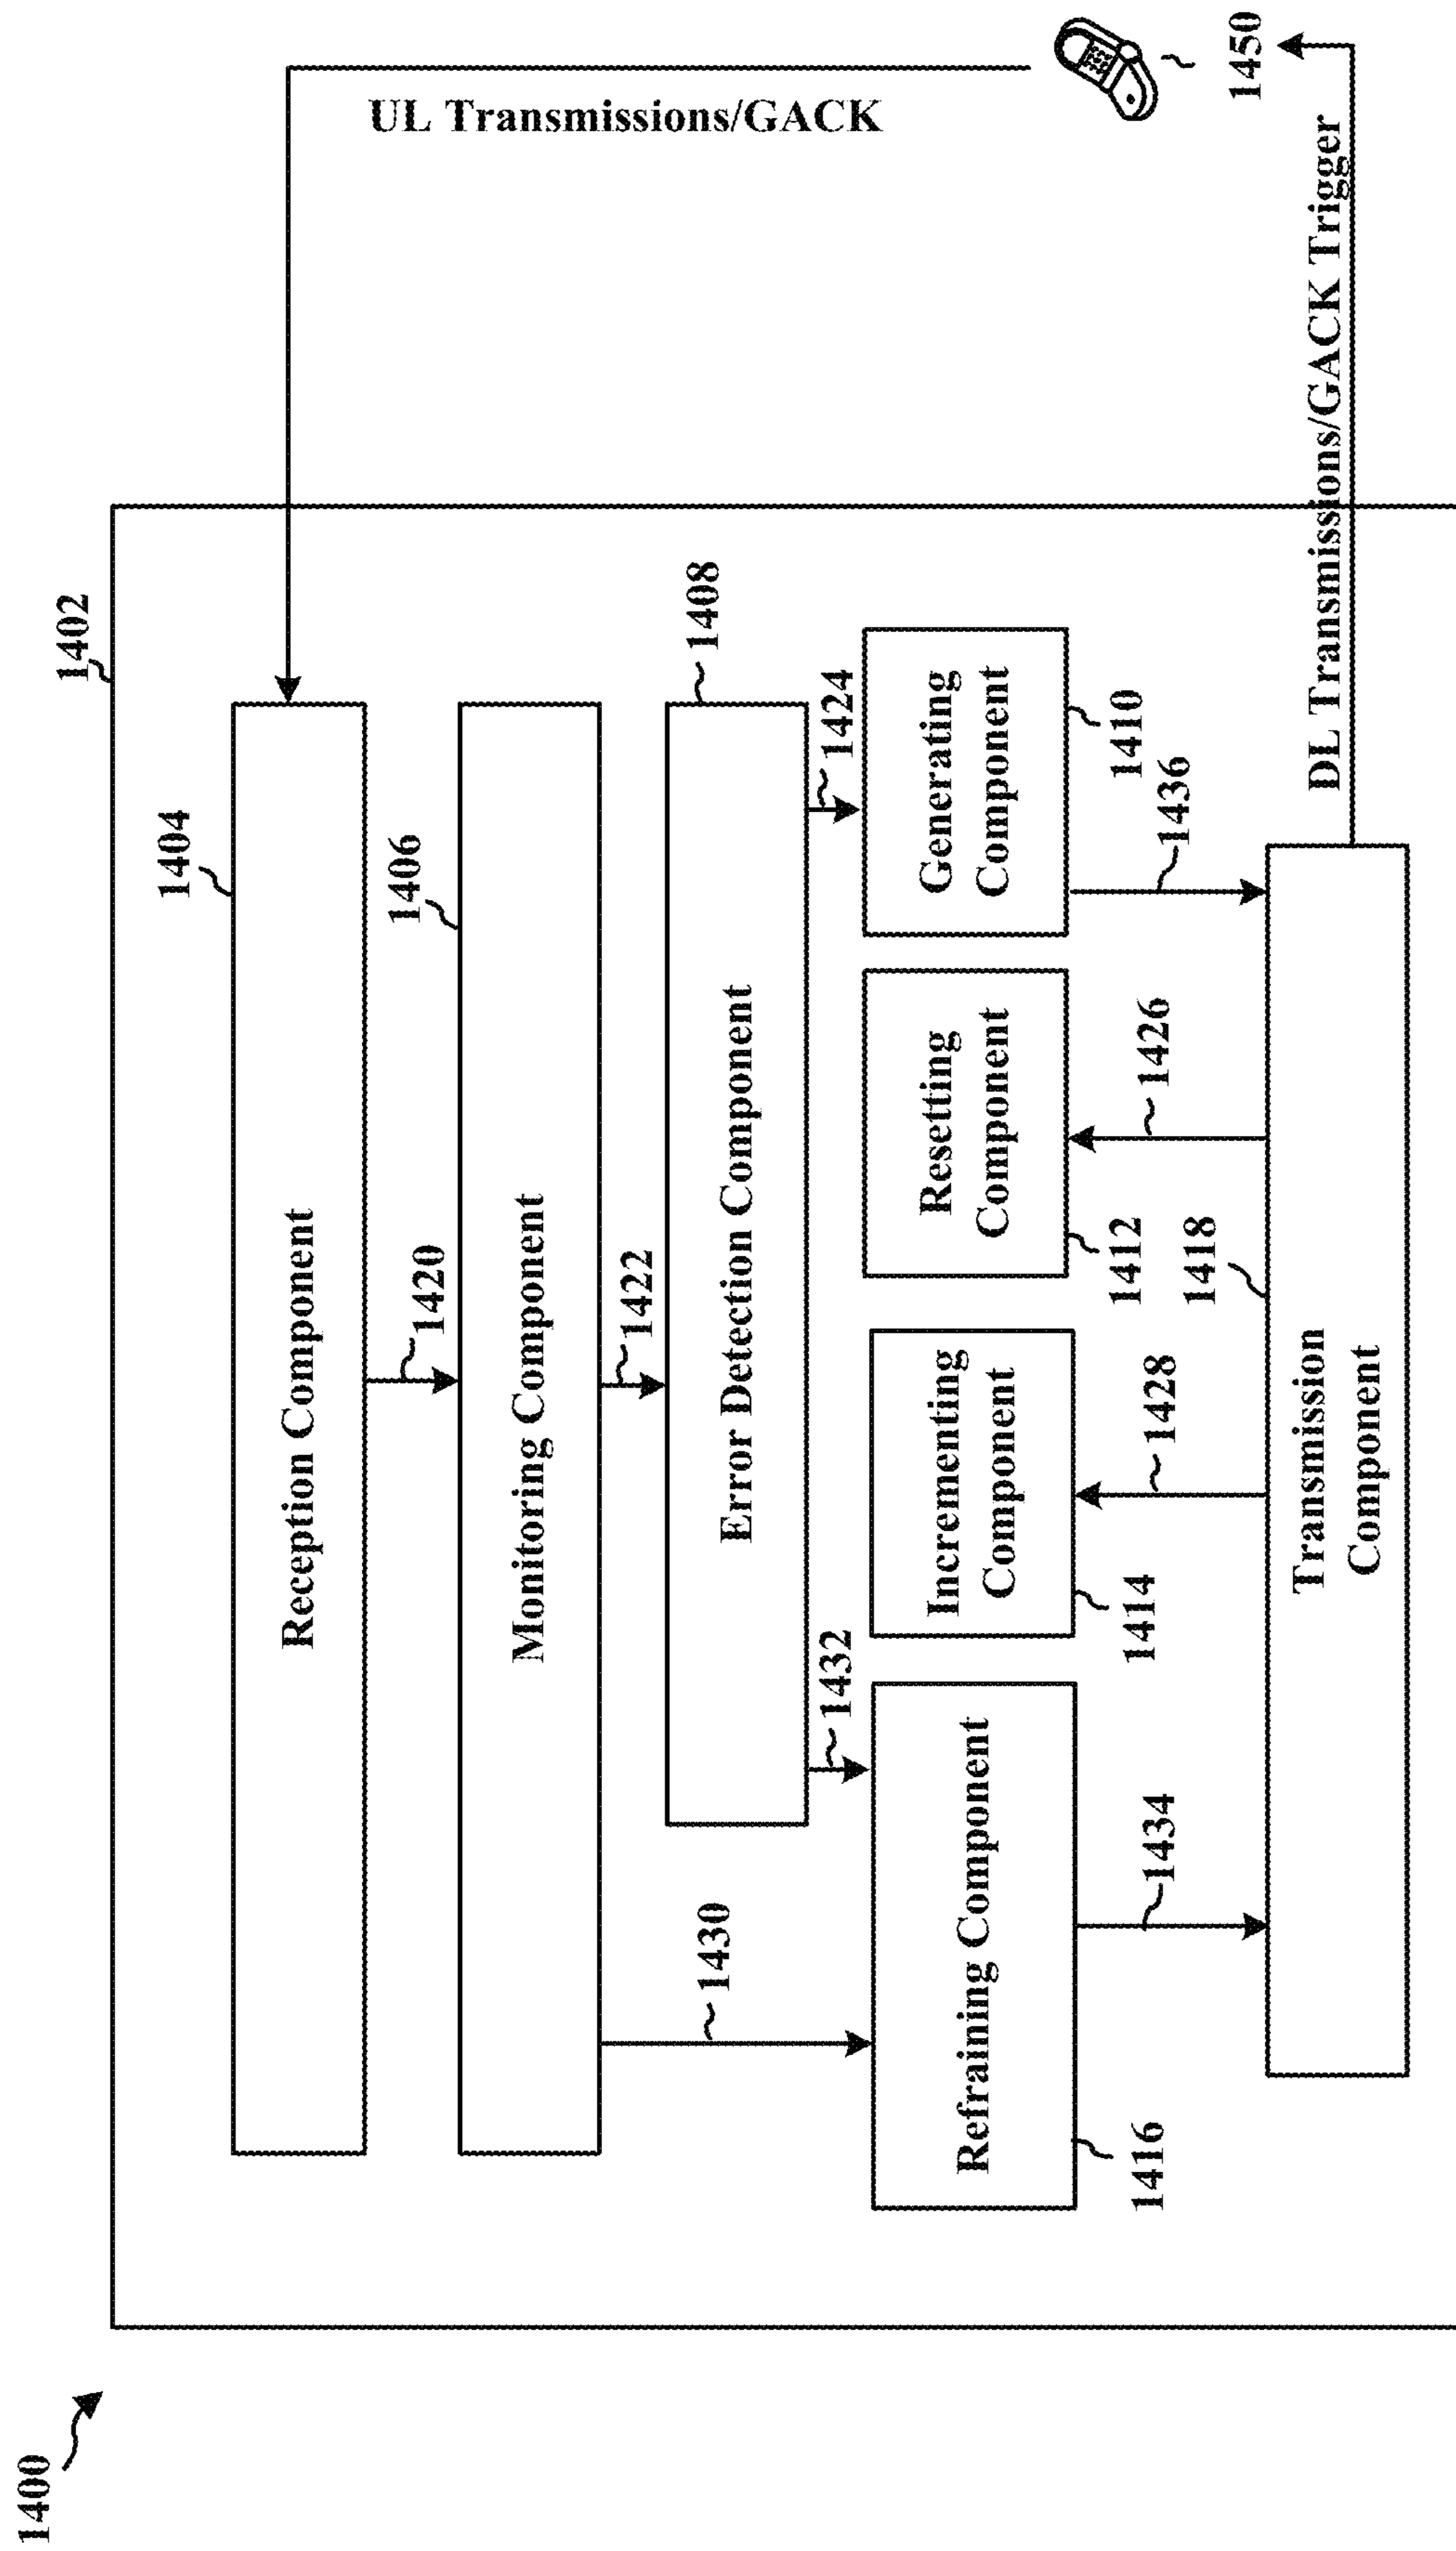 1400
1402
1404
Reception Component
UL Transmissions/GACK
1420
1406
Monitoring Component
1422
1408
Error Detection Component
1430
1432
1424
Refraining Component
Incrementing
Component
Resetting
Component
Generating
Component
1416
1414
1412
1410
1434
1428
1426
1436
1418
1450
Transmission
Component
DL Transmissions/GACK Trigger